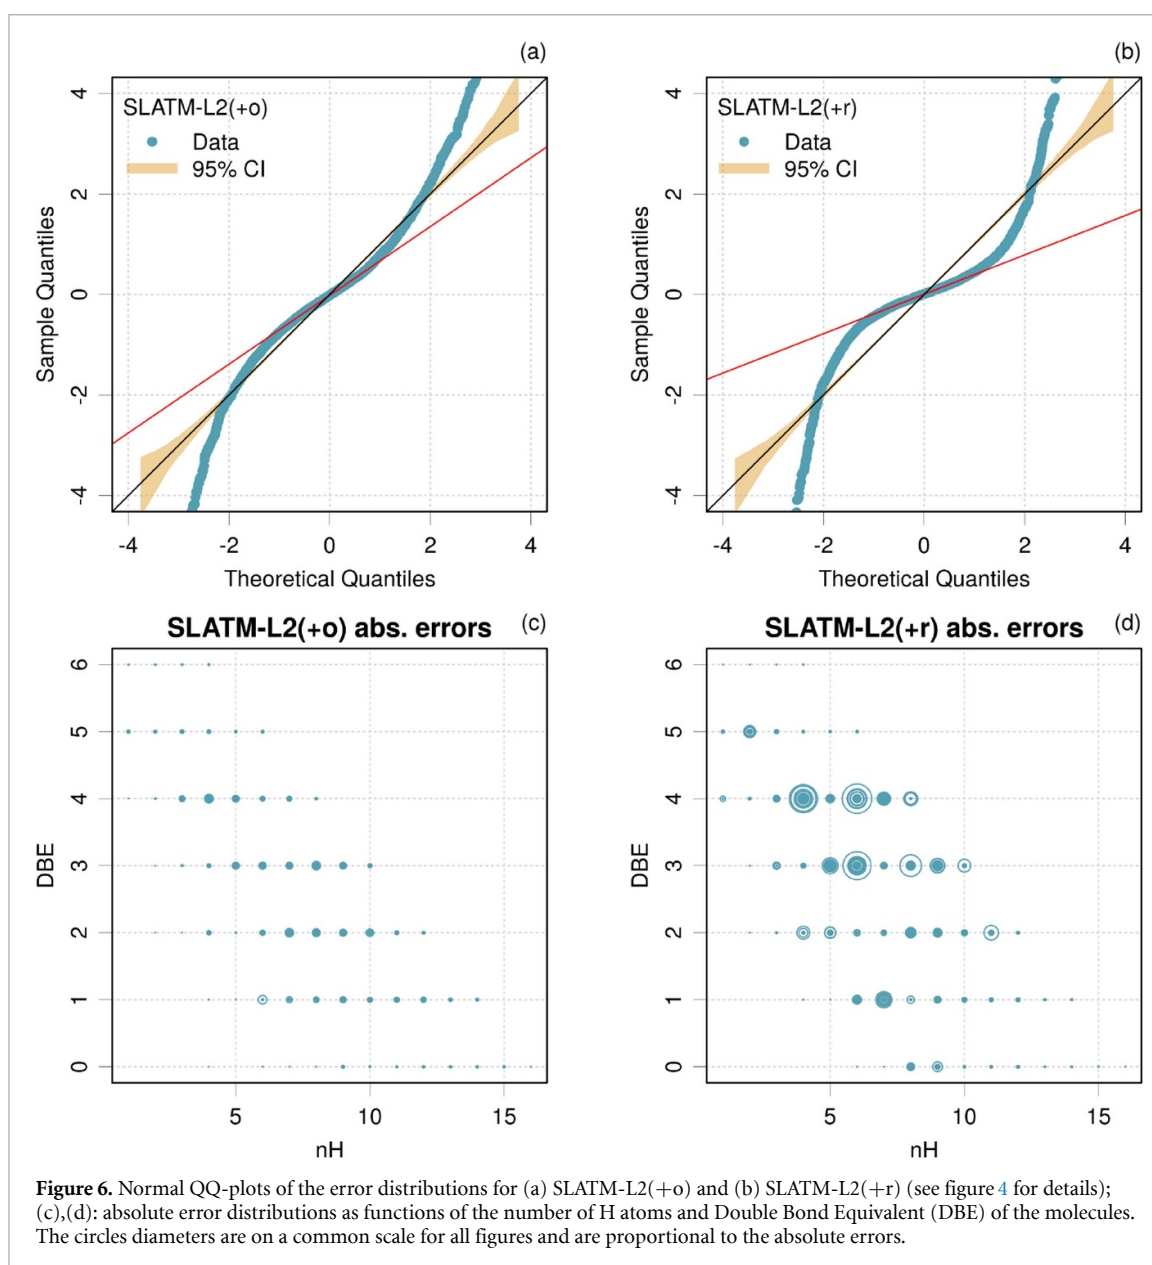 (a)
SLATM-L2(+o)
Data
95% CI
Sample Quantiles
4
2
0
-2
-4
-4 -2 0 2 4
Theoretical Quantiles
(b)
SLATM-L2(+r)
Data
95% CI
Sample Quantiles
4
2
0
-2
-4
-4 -2 0 2 4
Theoretical Quantiles
SLATM-L2(+o) abs. errors (c)
DBE
6
5
4
3
2
1
0
5 10 15
nH
SLATM-L2(+r) abs. errors (d)
DBE
6
5
4
3
2
1
0
5 10 15
nH
Figure 6. Normal QQ-plots of the error distributions for (a) SLATM-L2(+o) and (b) SLATM-L2(+r) (see figure 4 for details);
(c),(d): absolute error distributions as functions of the number of H atoms and Double Bond Equivalent (DBE) of the molecules.
The circles diameters are on a common scale for all figures and are proportional to the absolute errors.